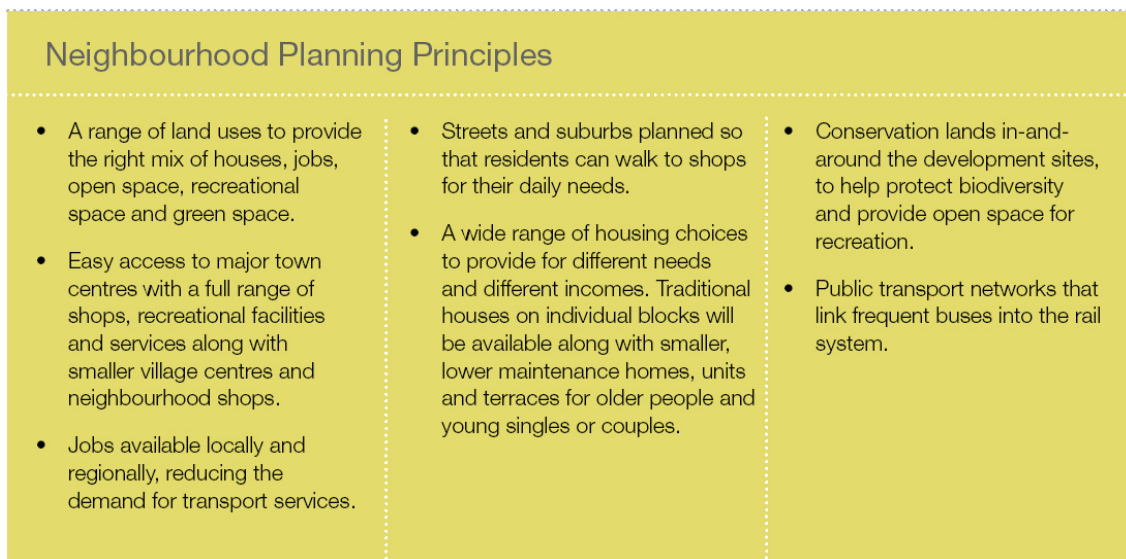 Neighbourhood Planning Principles
• A range of land uses to provide
the right mix of houses, jobs,
open space, recreational
space and green space.
• Easy access to major town
centres with a full range of
shops, recreational facilities
and services along with
smaller village centres and
neighbourhood shops.
• Jobs available locally and
regionally, reducing the
demand for transport services.
• Streets and suburbs planned so
that residents can walk to shops
for their daily needs.
• A wide range of housing choices
to provide for different needs
and different incomes. Traditional
houses on individual blocks will
be available along with smaller,
lower maintenance homes, units
and terraces for older people and
young singles or couples.
• Conservation lands in-and-
around the development sites,
to help protect biodiversity
and provide open space for
recreation.
• Public transport networks that
link frequent buses into the rail
system.